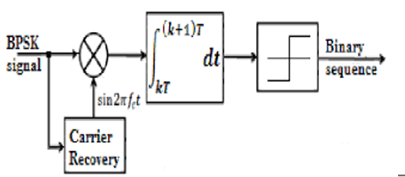 BPSK
signal
(k+1)T
∫ dt
kT
Binary
sequence
sin2πf_ct
Carrier
Recovery